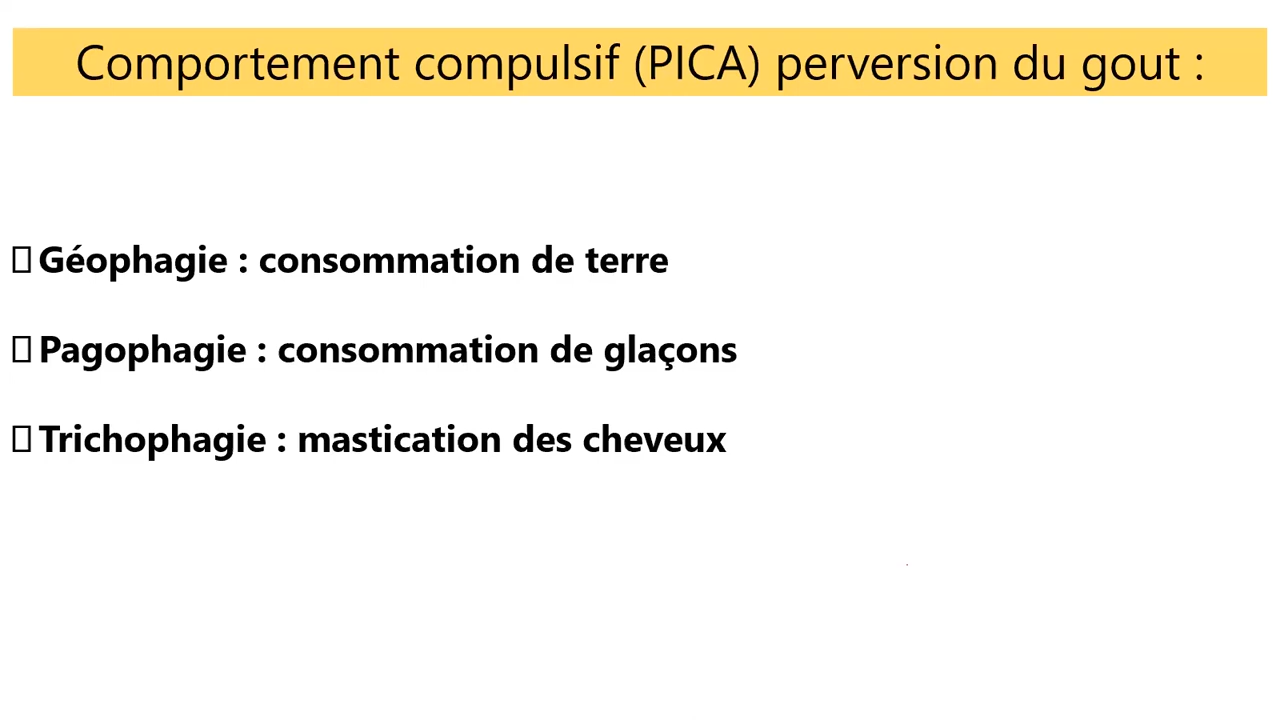 Comportement compulsif (PICA) perversion du gout :
Géophagie : consommation de terre
Pagophagie : consommation de glaçons
Trichophagie : mastication des cheveux